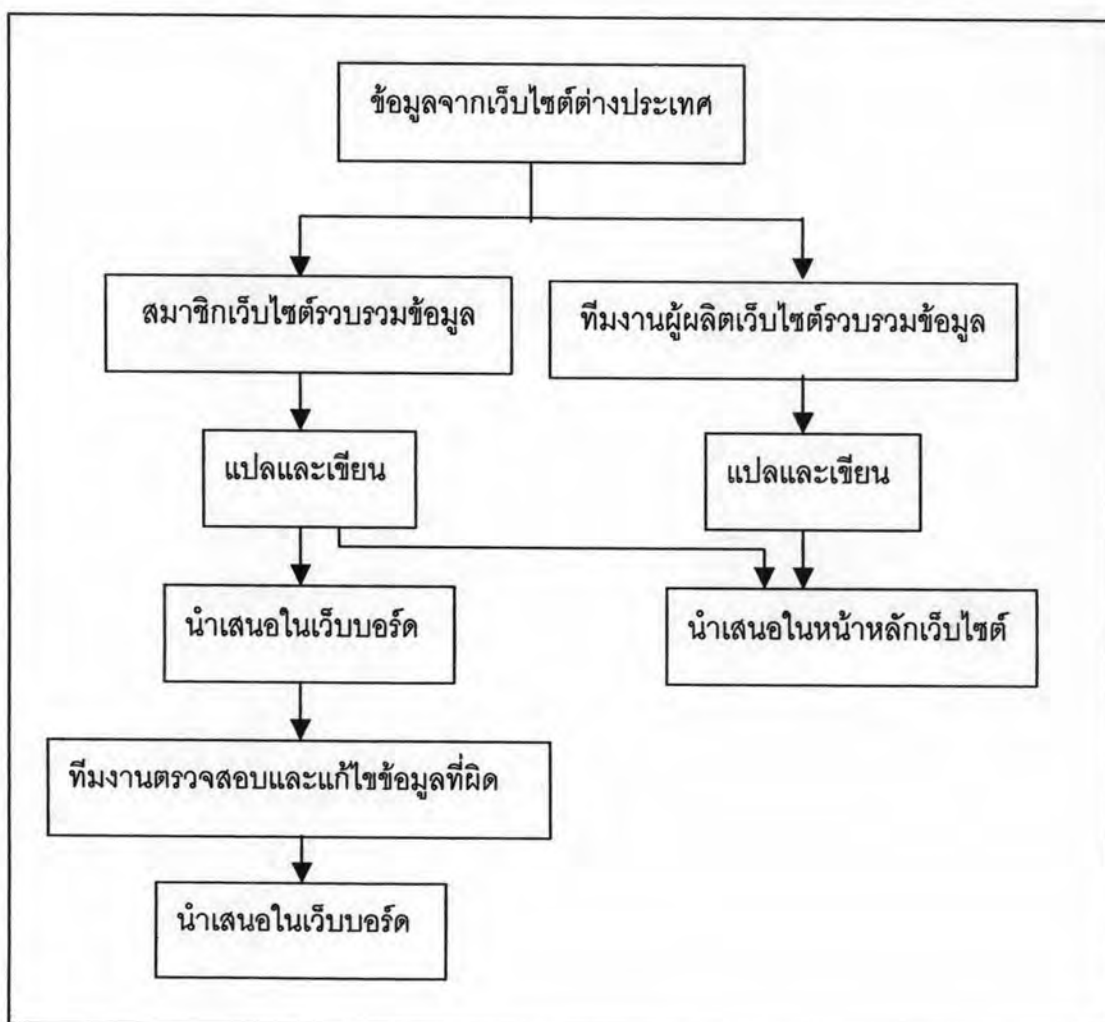 ข้อมูลจากเว็บไซต์ต่างประเทศ
สมาชิกเว็บไซต์รวบรวมข้อมูล
ทีมงานผู้ผลิตเว็บไซต์รวบรวมข้อมูล
แปลและเขียน
แปลและเขียน
นำเสนอในเว็บบอร์ด
นำเสนอในหน้าหลักเว็บไซต์
ทีมงานตรวจสอบและแก้ไขข้อมูลที่ผิด
นำเสนอในเว็บบอร์ด